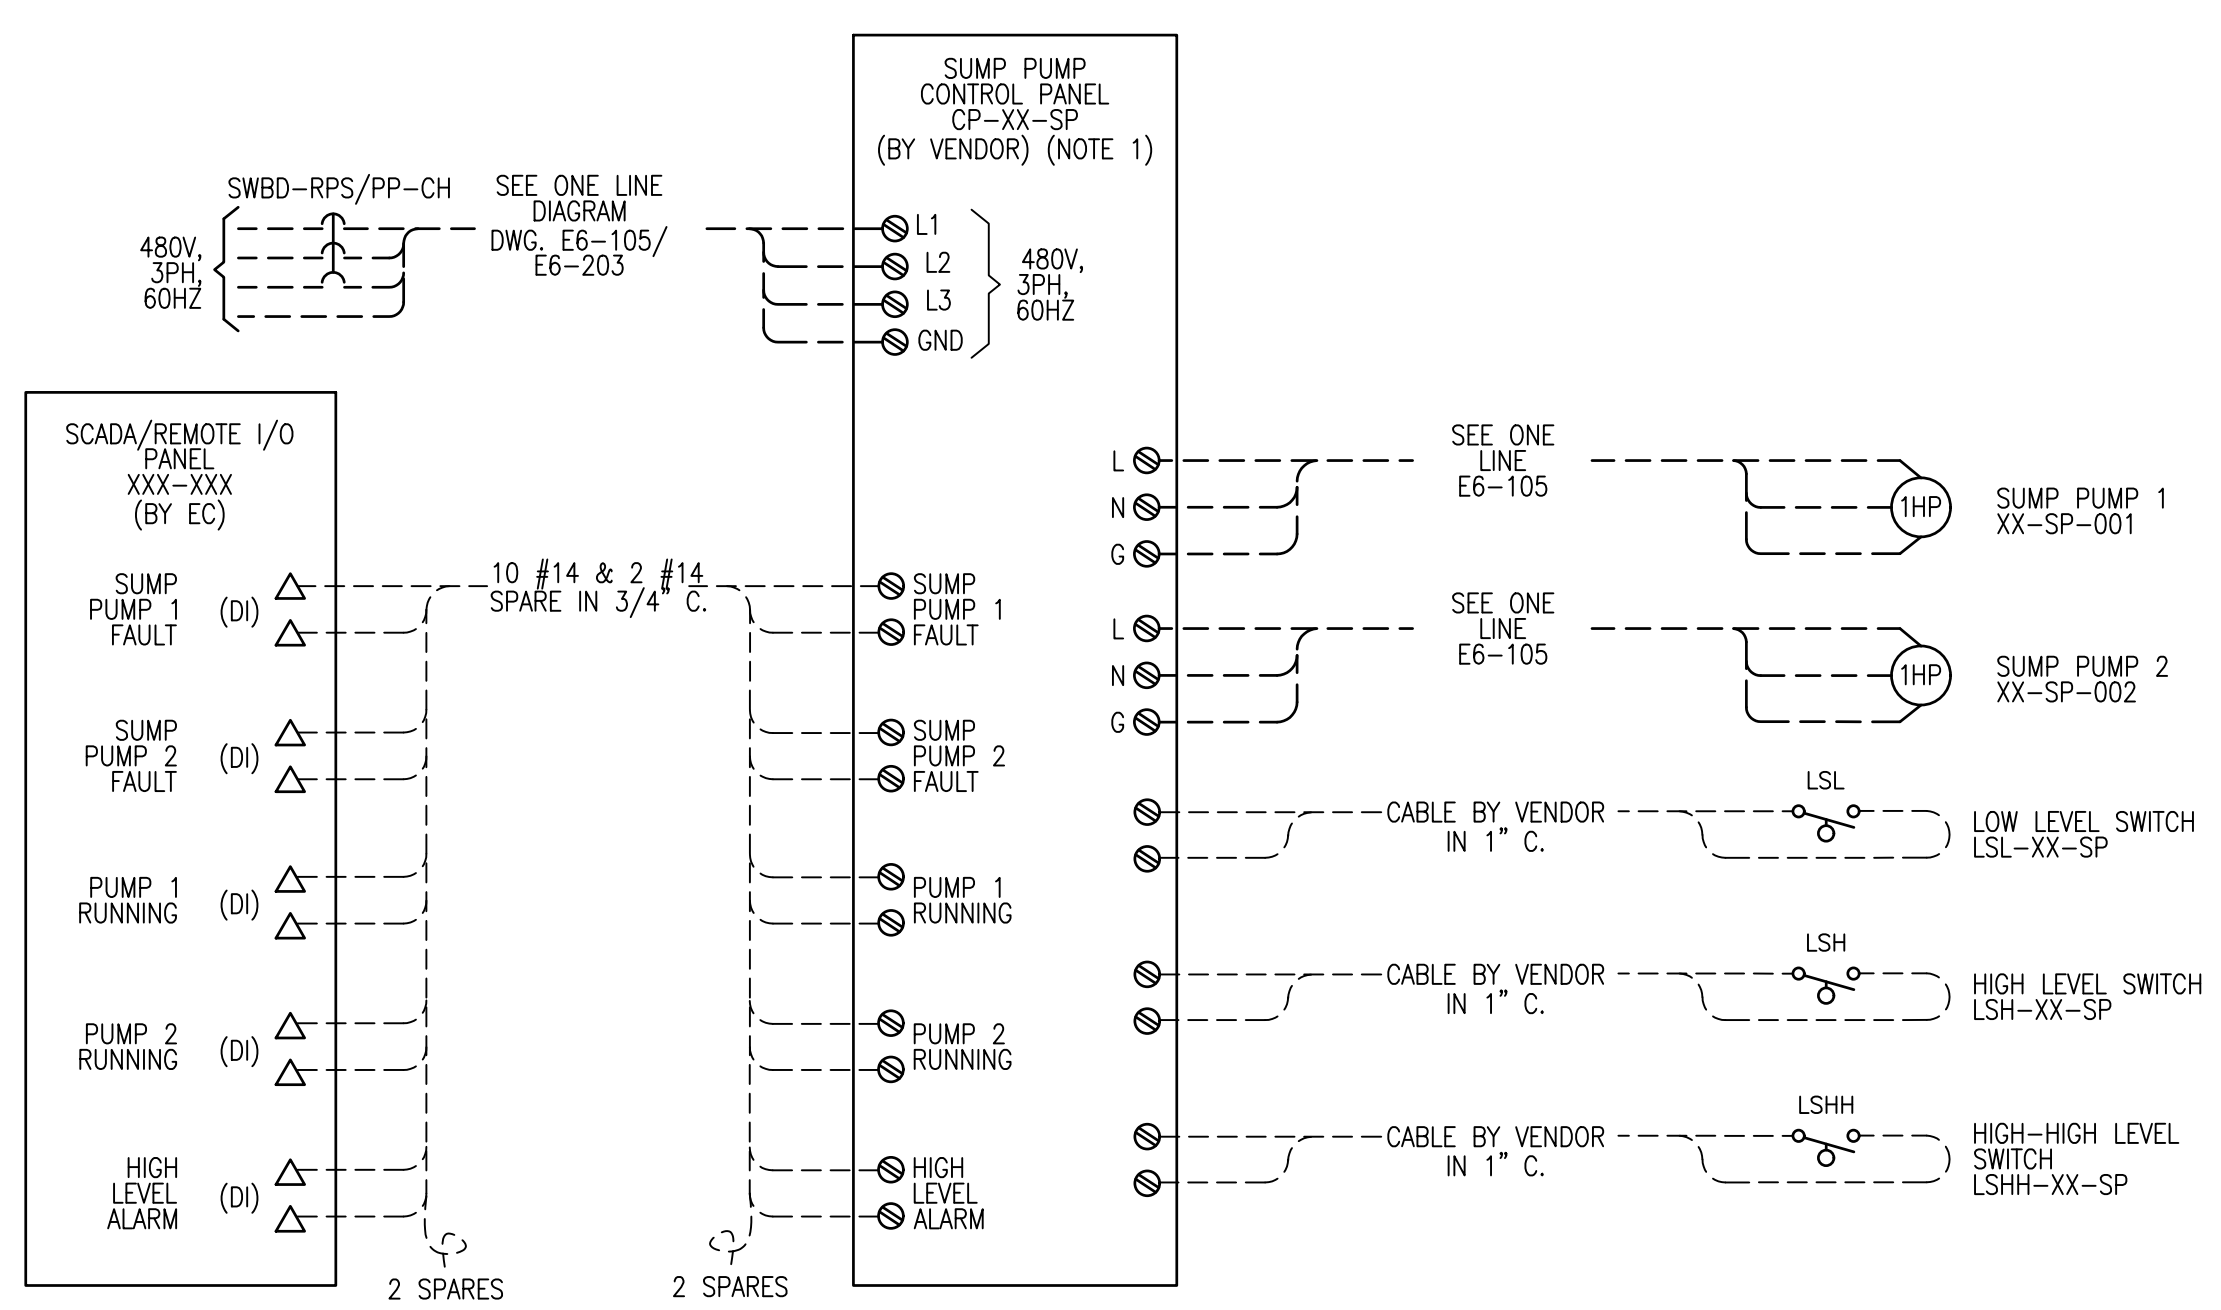 SUMP PUMP
CONTROL PANEL
CP-XX-SP
(BY VENDOR) (NOTE 1)
SWBD-RPS/PP-CH
480V,
3PH,
60HZ
SEE ONE LINE
DIAGRAM
DWG. E6-105/
E6-203
L1
L2
L3
GND
480V,
3PH,
60HZ
SCADA/REMOTE I/O
PANEL
XXX-XXX
(BY EC)
SUMP
PUMP 1
FAULT
(DI)
SUMP
PUMP 2
FAULT
(DI)
PUMP 1
RUNNING
(DI)
PUMP 2
RUNNING
(DI)
HIGH
LEVEL
ALARM
(DI)
10 #14 & 2 #14
SPARE IN 3/4" C.
2 SPARES
2 SPARES
SUMP
PUMP 1
FAULT
SUMP
PUMP 2
FAULT
PUMP 1
RUNNING
PUMP 2
RUNNING
HIGH
LEVEL
ALARM
L
N
G
SEE ONE
LINE
E6-105
1HP
SUMP PUMP 1
XX-SP-001
L
N
G
SEE ONE
LINE
E6-105
1HP
SUMP PUMP 2
XX-SP-002
CABLE BY VENDOR
IN 1" C.
LSL
LOW LEVEL SWITCH
LSL-XX-SP
CABLE BY VENDOR
IN 1" C.
LSH
HIGH LEVEL SWITCH
LSH-XX-SP
CABLE BY VENDOR
IN 1" C.
LSHH
HIGH-HIGH LEVEL
SWITCH
LSHH-XX-SP